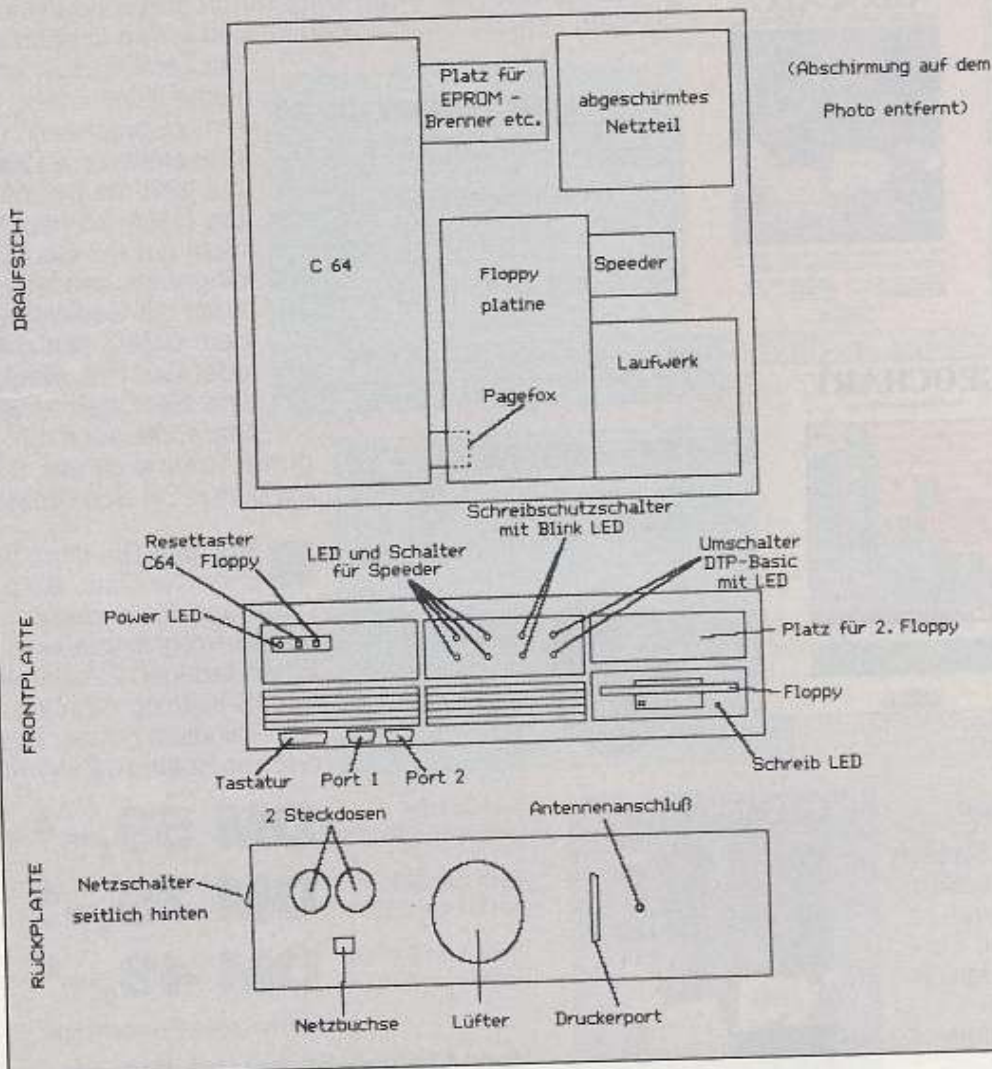 DRAUFSICHT
Platz für
EPROM -
Brenner etc.
abgeschirmtes
Netzteil
(Abschirmung auf dem
Photo entfernt)
C 64
Floppy
platine
Speeder
Laufwerk
Pagefox
FRONTPLATTE
Schreibschutzschalter
mit Blink LED
Resettaster
C64 Floppy
LED und Schalter
für Speeder
Umschalter
DTP-Basic
mit LED
Power LED
Platz für 2. Floppy
Floppy
Schreib LED
Tastatur
Port 1
Port 2
RÜCKPLATTE
2 Steckdosen
Antennenanschluß
Netzschalter
seitlich hinten
Netzbuchse
Lüfter
Druckerport